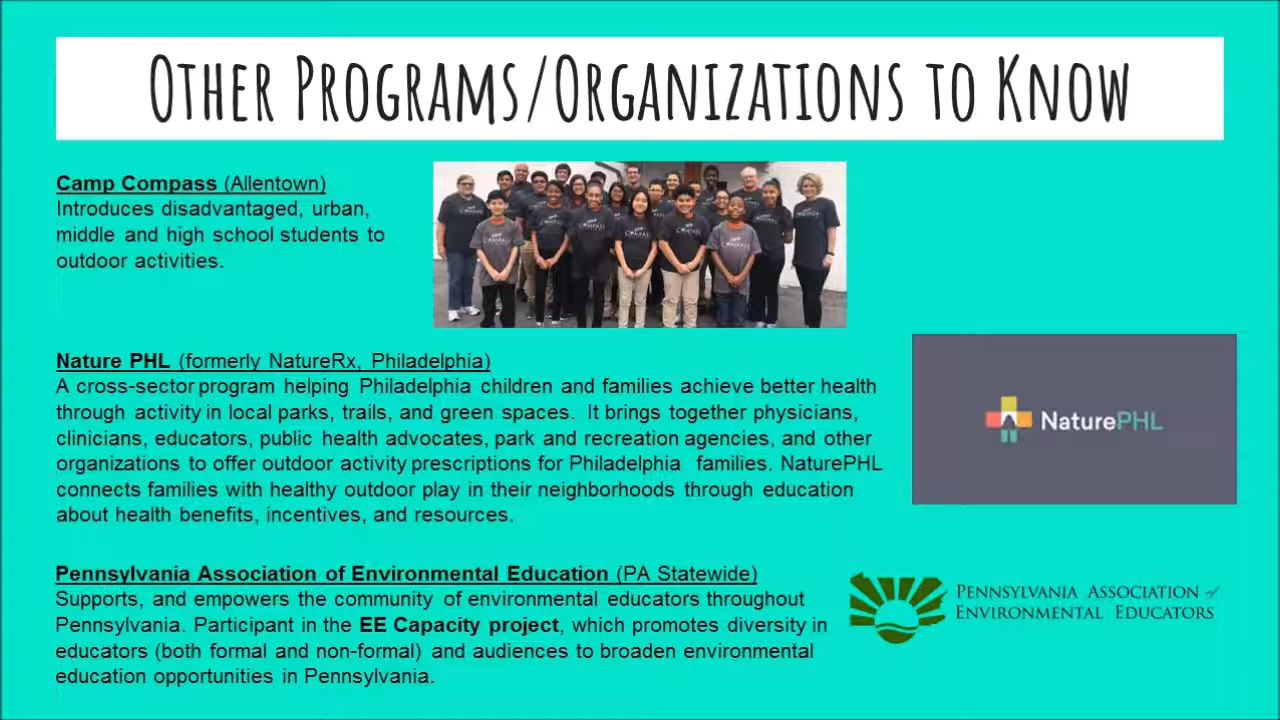 Other Programs/Organizations to Know
Camp Compass (Allentown)
Introduces disadvantaged, urban,
middle and high school students to
outdoor activities.
Nature PHL (formerly NatureRx, Philadelphia)
A cross-sector program helping Philadelphia children and families achieve better health
through activity in local parks, trails, and green spaces. It brings together physicians,
clinicians, educators, public health advocates, park and recreation agencies, and other
organizations to offer outdoor activity prescriptions for Philadelphia families. NaturePHL
connects families with healthy outdoor play in their neighborhoods through education
about health benefits, incentives, and resources.
NaturePHL
Pennsylvania Association of Environmental Education (PA Statewide)
Supports, and empowers the community of environmental educators throughout
Pennsylvania. Participant in the EE Capacity project, which promotes diversity in
educators (both formal and non-formal) and audiences to broaden environmental
education opportunities in Pennsylvania.
Pennsylvania Association of
Environmental Educators